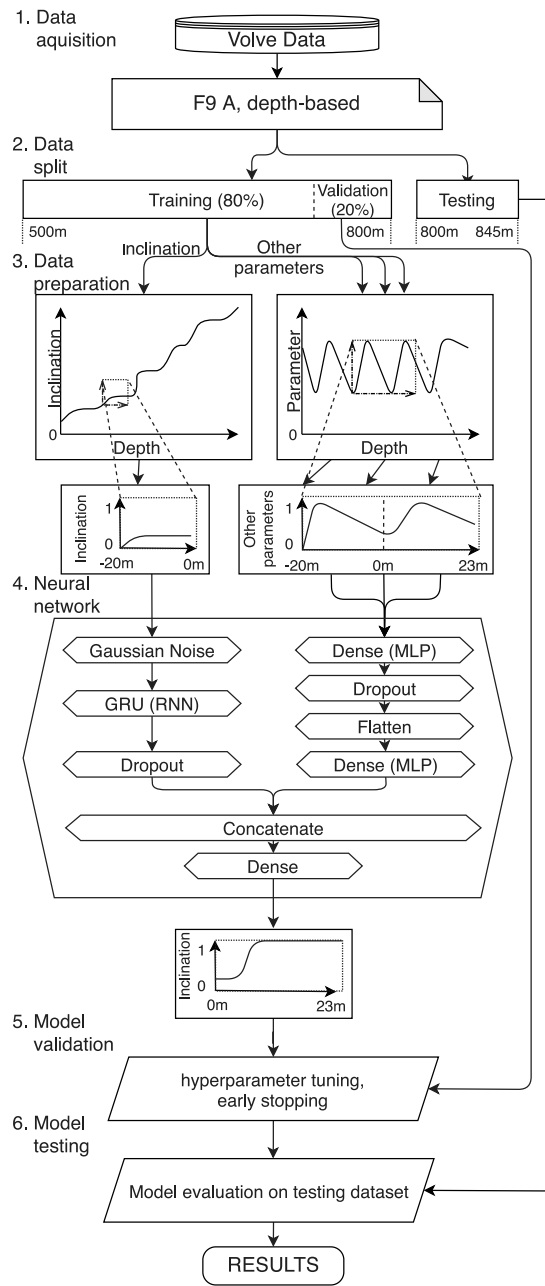 1. Data
aquisition
Volve Data
F9 A, depth-based
2. Data
split
Training (80%)
Validation
(20%)
Testing
500m
800m
800m
845m
Inclination
Other
parameters
3. Data
preparation
Inclination
0
Depth
Parameter
0
Depth
Inclination
1
0
-20m
0m
Other
parameters
1
0
-20m
0m
23m
4. Neural
network
Gaussian Noise
Dense (MLP)
GRU (RNN)
Dropout
Flatten
Dropout
Dense (MLP)
Concatenate
Dense
Inclination
1
0
0m
23m
5. Model
validation
hyperparameter tuning,
early stopping
6. Model
testing
Model evaluation on testing dataset
RESULTS